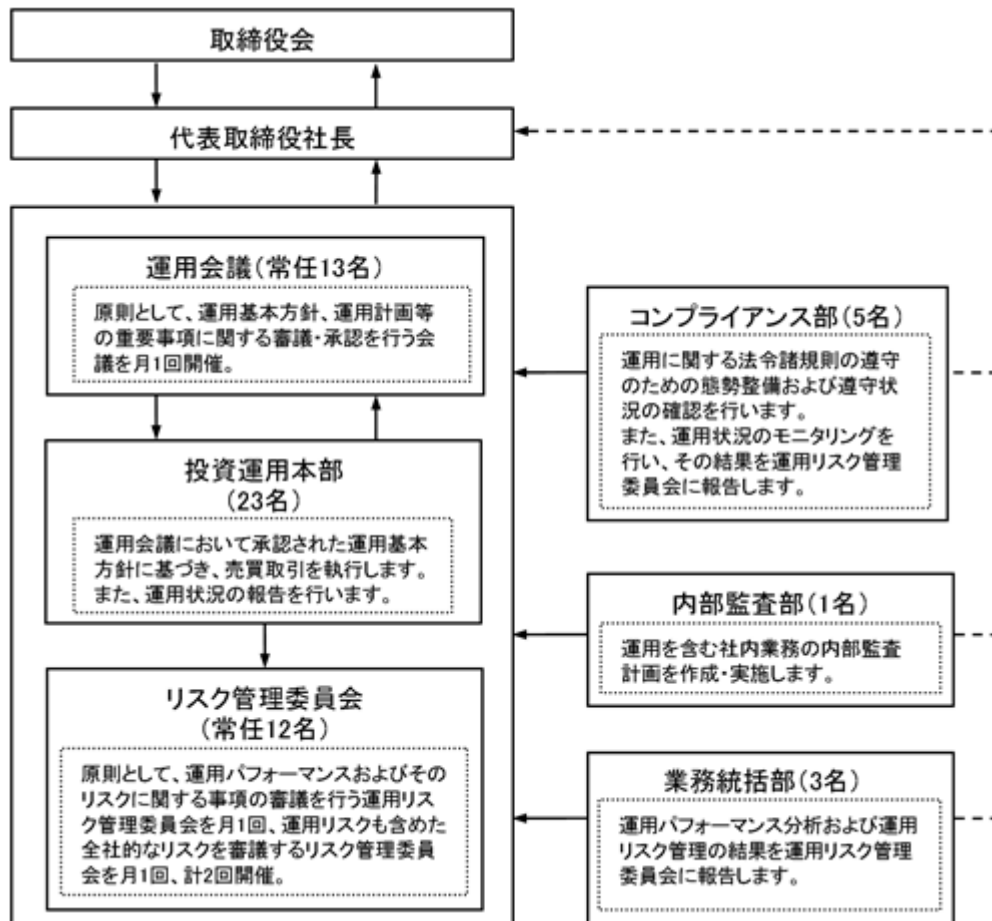 取締役会
代表取締役社長
運用会議(常任13名)
原則として、運用基本方針、運用計画等
の重要事項に関する審議・承認を行う会
議を月1回開催。
投資運用本部
(23名)
運用会議において承認された運用基本
方針に基づき、売買取引を執行します。
また、運用状況の報告を行います。
リスク管理委員会
(常任12名)
原則として、運用パフォーマンスおよびその
リスクに関する事項の審議を行う運用リス
ク管理委員会を月1回、運用リスクも含めた
全社的なリスクを審議するリスク管理委員
会を月1回、計2回開催。
コンプライアンス部(5名)
運用に関する法令諸規則の遵守
のための態勢整備および遵守状
況の確認を行います。
また、運用状況のモニタリングを
行い、その結果を運用リスク管理
委員会に報告します。
内部監査部(1名)
運用を含む社内業務の内部監査
計画を作成・実施します。
業務統括部(3名)
運用パフォーマンス分析および運用
リスク管理の結果を運用リスク管理
委員会に報告します。